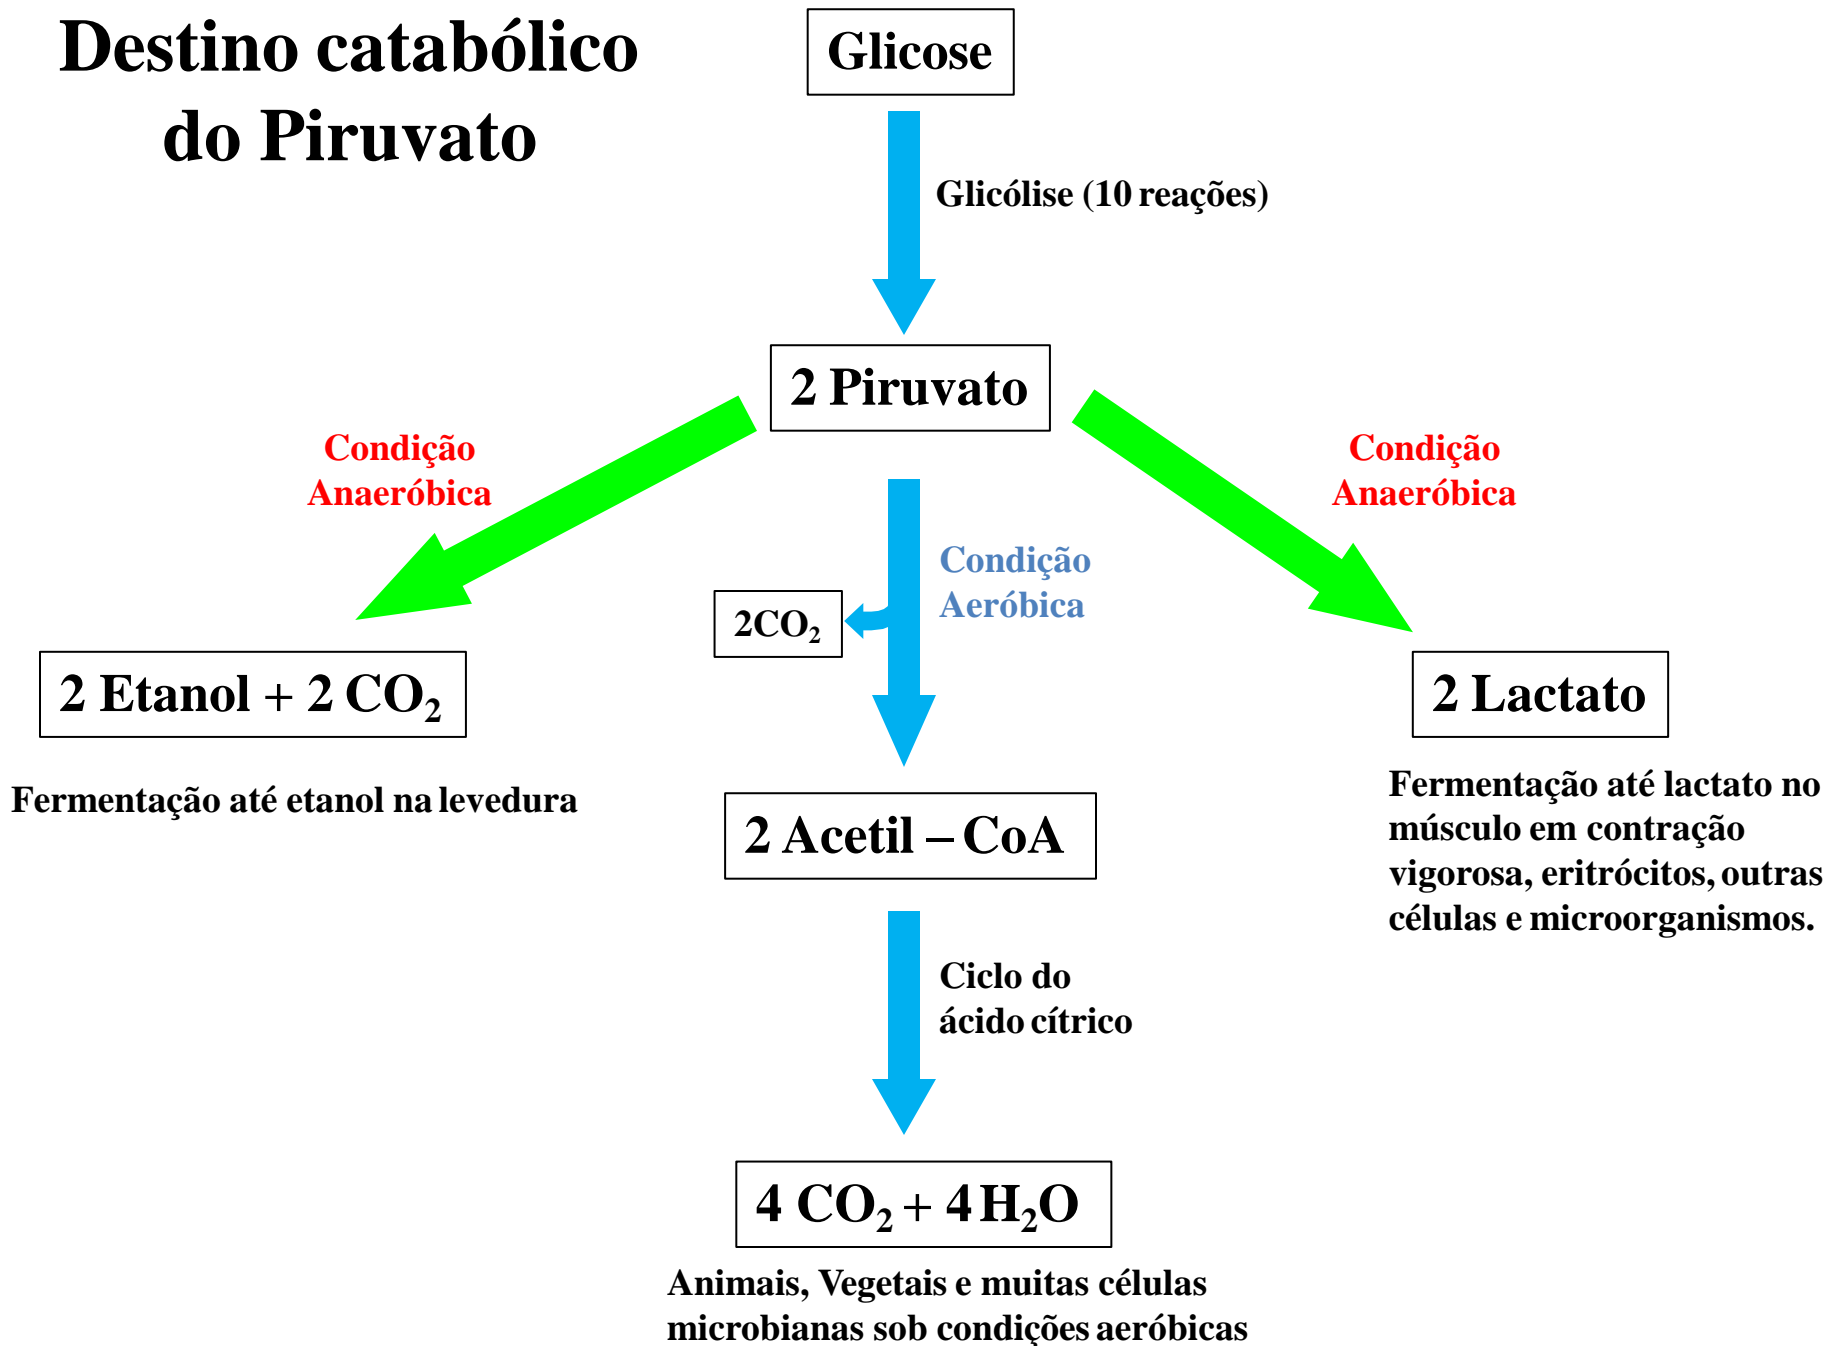 Destino catabólico
do Piruvato
Glicose
Glicólise (10 reações)
2 Piruvato
Condição
Anaeróbica
Condição
Anaeróbica
Condição
Aeróbica
2CO₂
2 Etanol + 2 CO₂
2 Lactato
Fermentação até etanol na levedura
Fermentação até lactato no
músculo em contração
vigorosa, eritrócitos, outras
células e microorganismos.
2 Acetil – CoA
Ciclo do
ácido cítrico
4 CO₂ + 4 H₂O
Animais, Vegetais e muitas células
microbianas sob condições aeróbicas